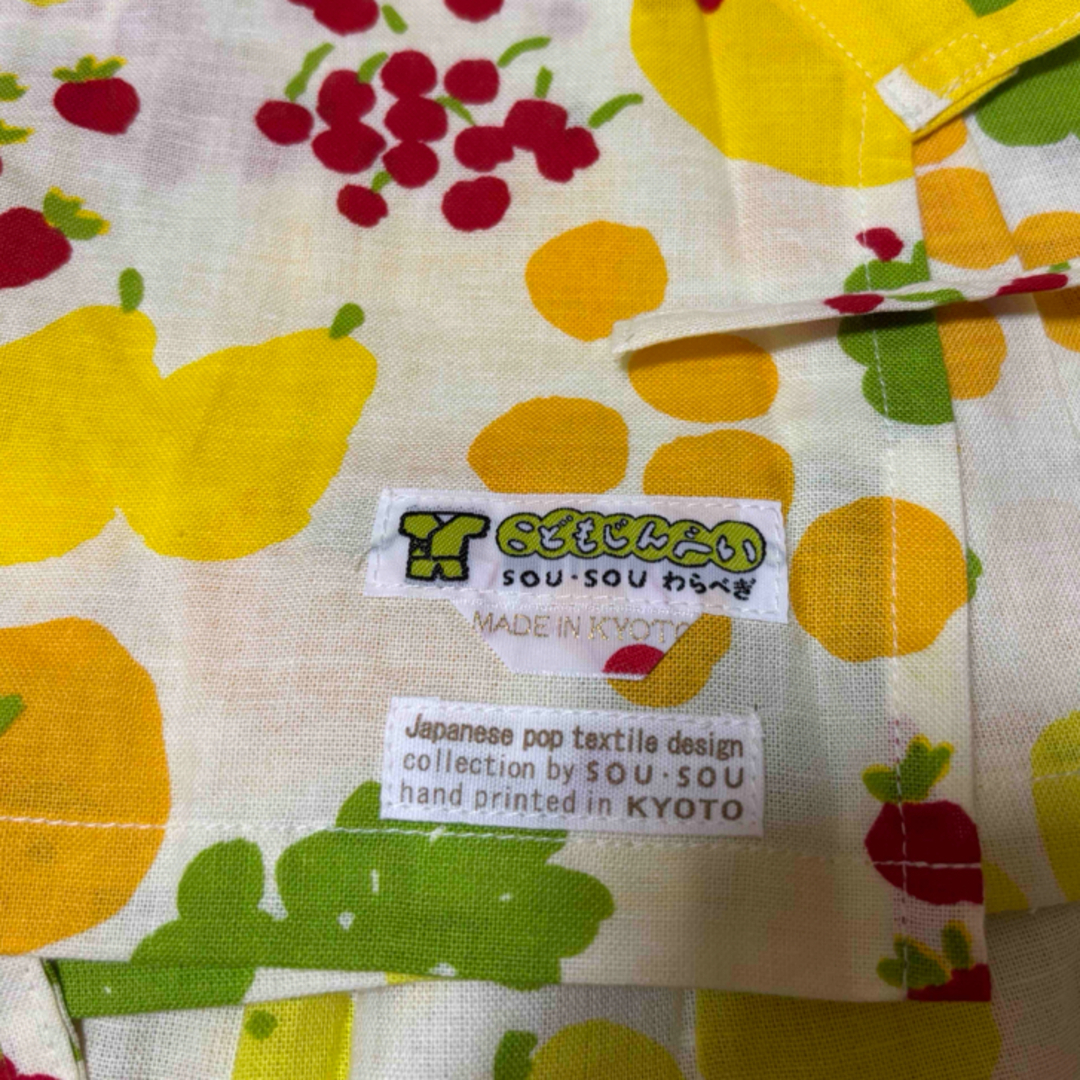 こどもじんべい
SOU・SOU わらべぎ
MADE IN KYOTO
Japanese pop textile design
collection by SOU・SOU
hand printed in KYOTO